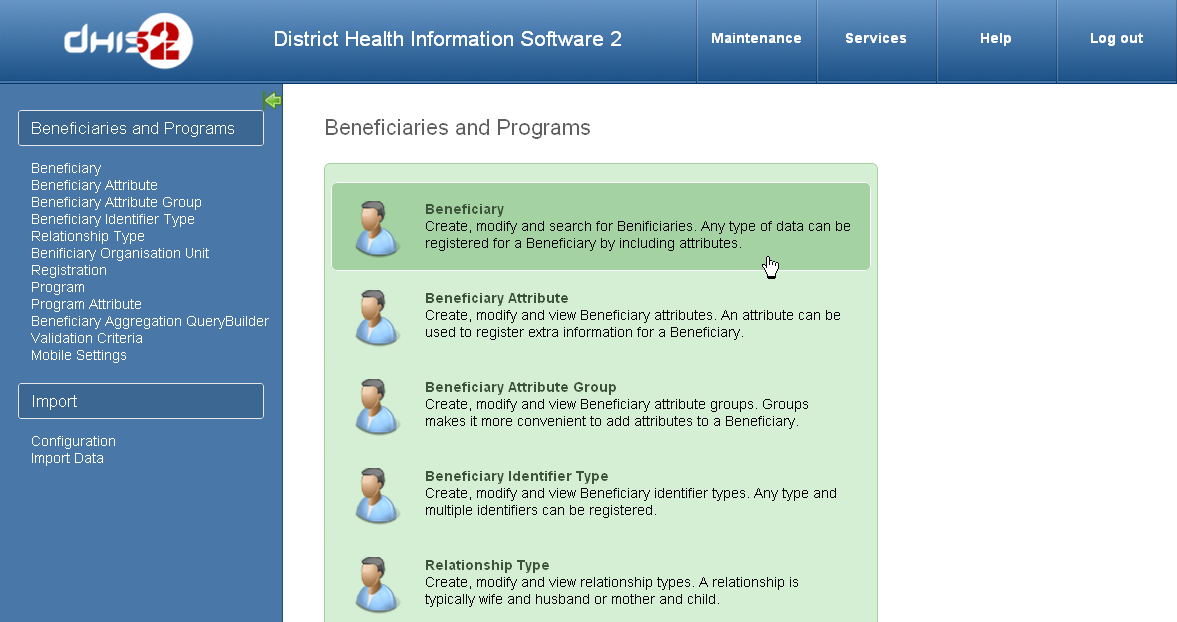 dHIS2
District Health Information Software 2
Maintenance
Services
Help
Log out
Beneficiaries and Programs
Beneficiary
Beneficiary Attribute
Beneficiary Attribute Group
Beneficiary Identifier Type
Relationship Type
Benificiary Organisation Unit
Registration
Program
Program Attribute
Beneficiary Aggregation QueryBuilder
Validation Criteria
Mobile Settings
Import
Configuration
Import Data
Beneficiaries and Programs
Beneficiary
Create, modify and search for Benificiaries. Any type of data can be
registered for a Beneficiary by including attributes.
Beneficiary Attribute
Create, modify and view Beneficiary attributes. An attribute can be
used to register extra information for a Beneficiary.
Beneficiary Attribute Group
Create, modify and view Beneficiary attribute groups. Groups
makes it more convenient to add attributes to a Beneficiary.
Beneficiary Identifier Type
Create, modify and view Beneficiary identifier types. Any type and
multiple identifiers can be registered.
Relationship Type
Create, modify and view relationship types. A relationship is
typically wife and husband or mother and child.